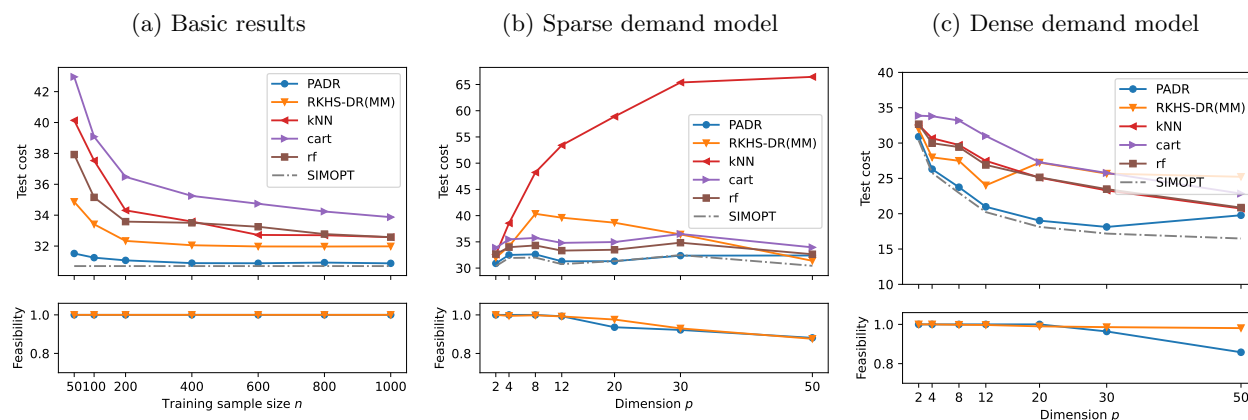 (a) Basic results
(b) Sparse demand model
(c) Dense demand model
Test cost
42
40
38
36
34
32
PADR
RKHS-DR(MM)
kNN
cart
rf
SIMOPT
Feasibility
1.0
0.8
50 100 200 400 600 800 1000
Training sample size n
Test cost
65
60
55
50
45
40
35
30
PADR
RKHS-DR(MM)
kNN
cart
rf
SIMOPT
Feasibility
1.0
0.8
2 4 8 12 20 30 50
Dimension p
Test cost
40
35
30
25
20
15
10
PADR
RKHS-DR(MM)
kNN
cart
rf
SIMOPT
Feasibility
1.0
0.8
2 4 8 12 20 30 50
Dimension p